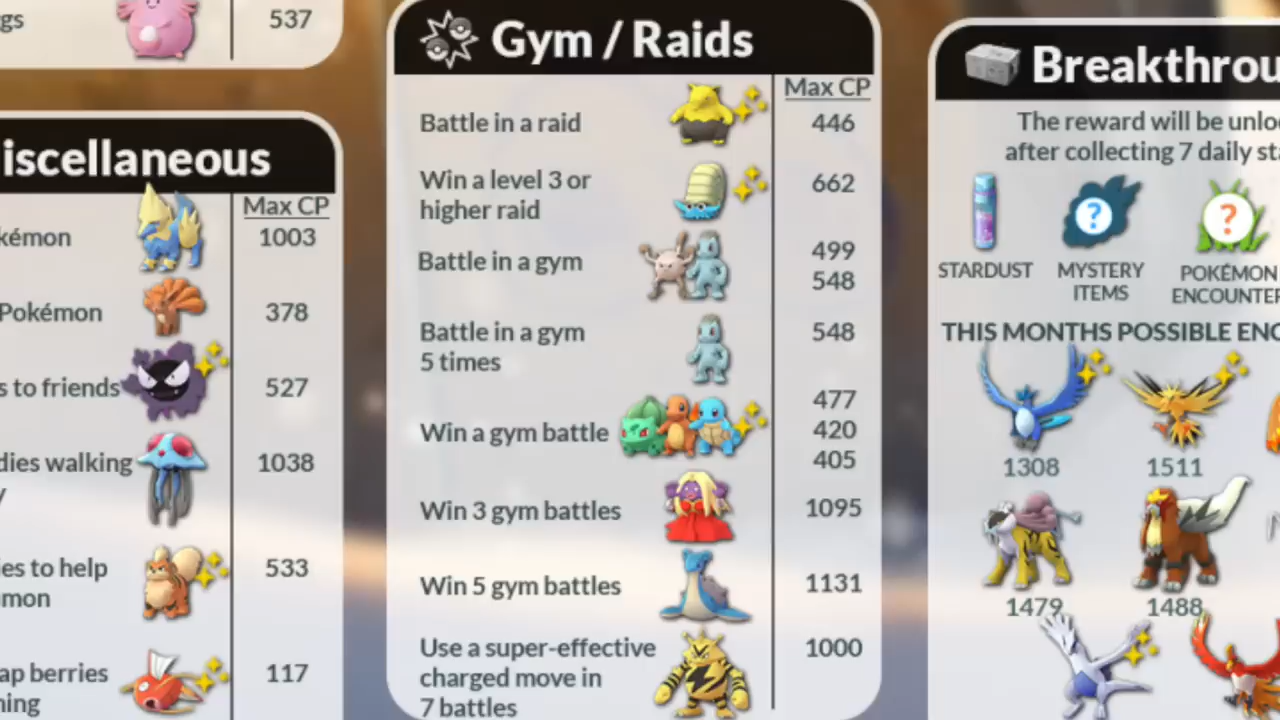 gs
537
iscellaneous
Max CP
kémon
1003
Pokémon
378
s to friends
527
dies walking
y
1038
ies to help
mon
533
ap berries
ning
117
Gym / Raids
Max CP
Battle in a raid
446
Win a level 3 or
higher raid
662
Battle in a gym
499
548
Battle in a gym
5 times
548
Win a gym battle
477
420
405
Win 3 gym battles
1095
Win 5 gym battles
1131
Use a super-effective
charged move in
7 battles
1000
Breakthrou
The reward will be unloc
after collecting 7 daily sta
? ?
STARDUST
MYSTERY
ITEMS
POKÉMON
ENCOUNTER
THIS MONTHS POSSIBLE ENC
1308 1511
1479 1488